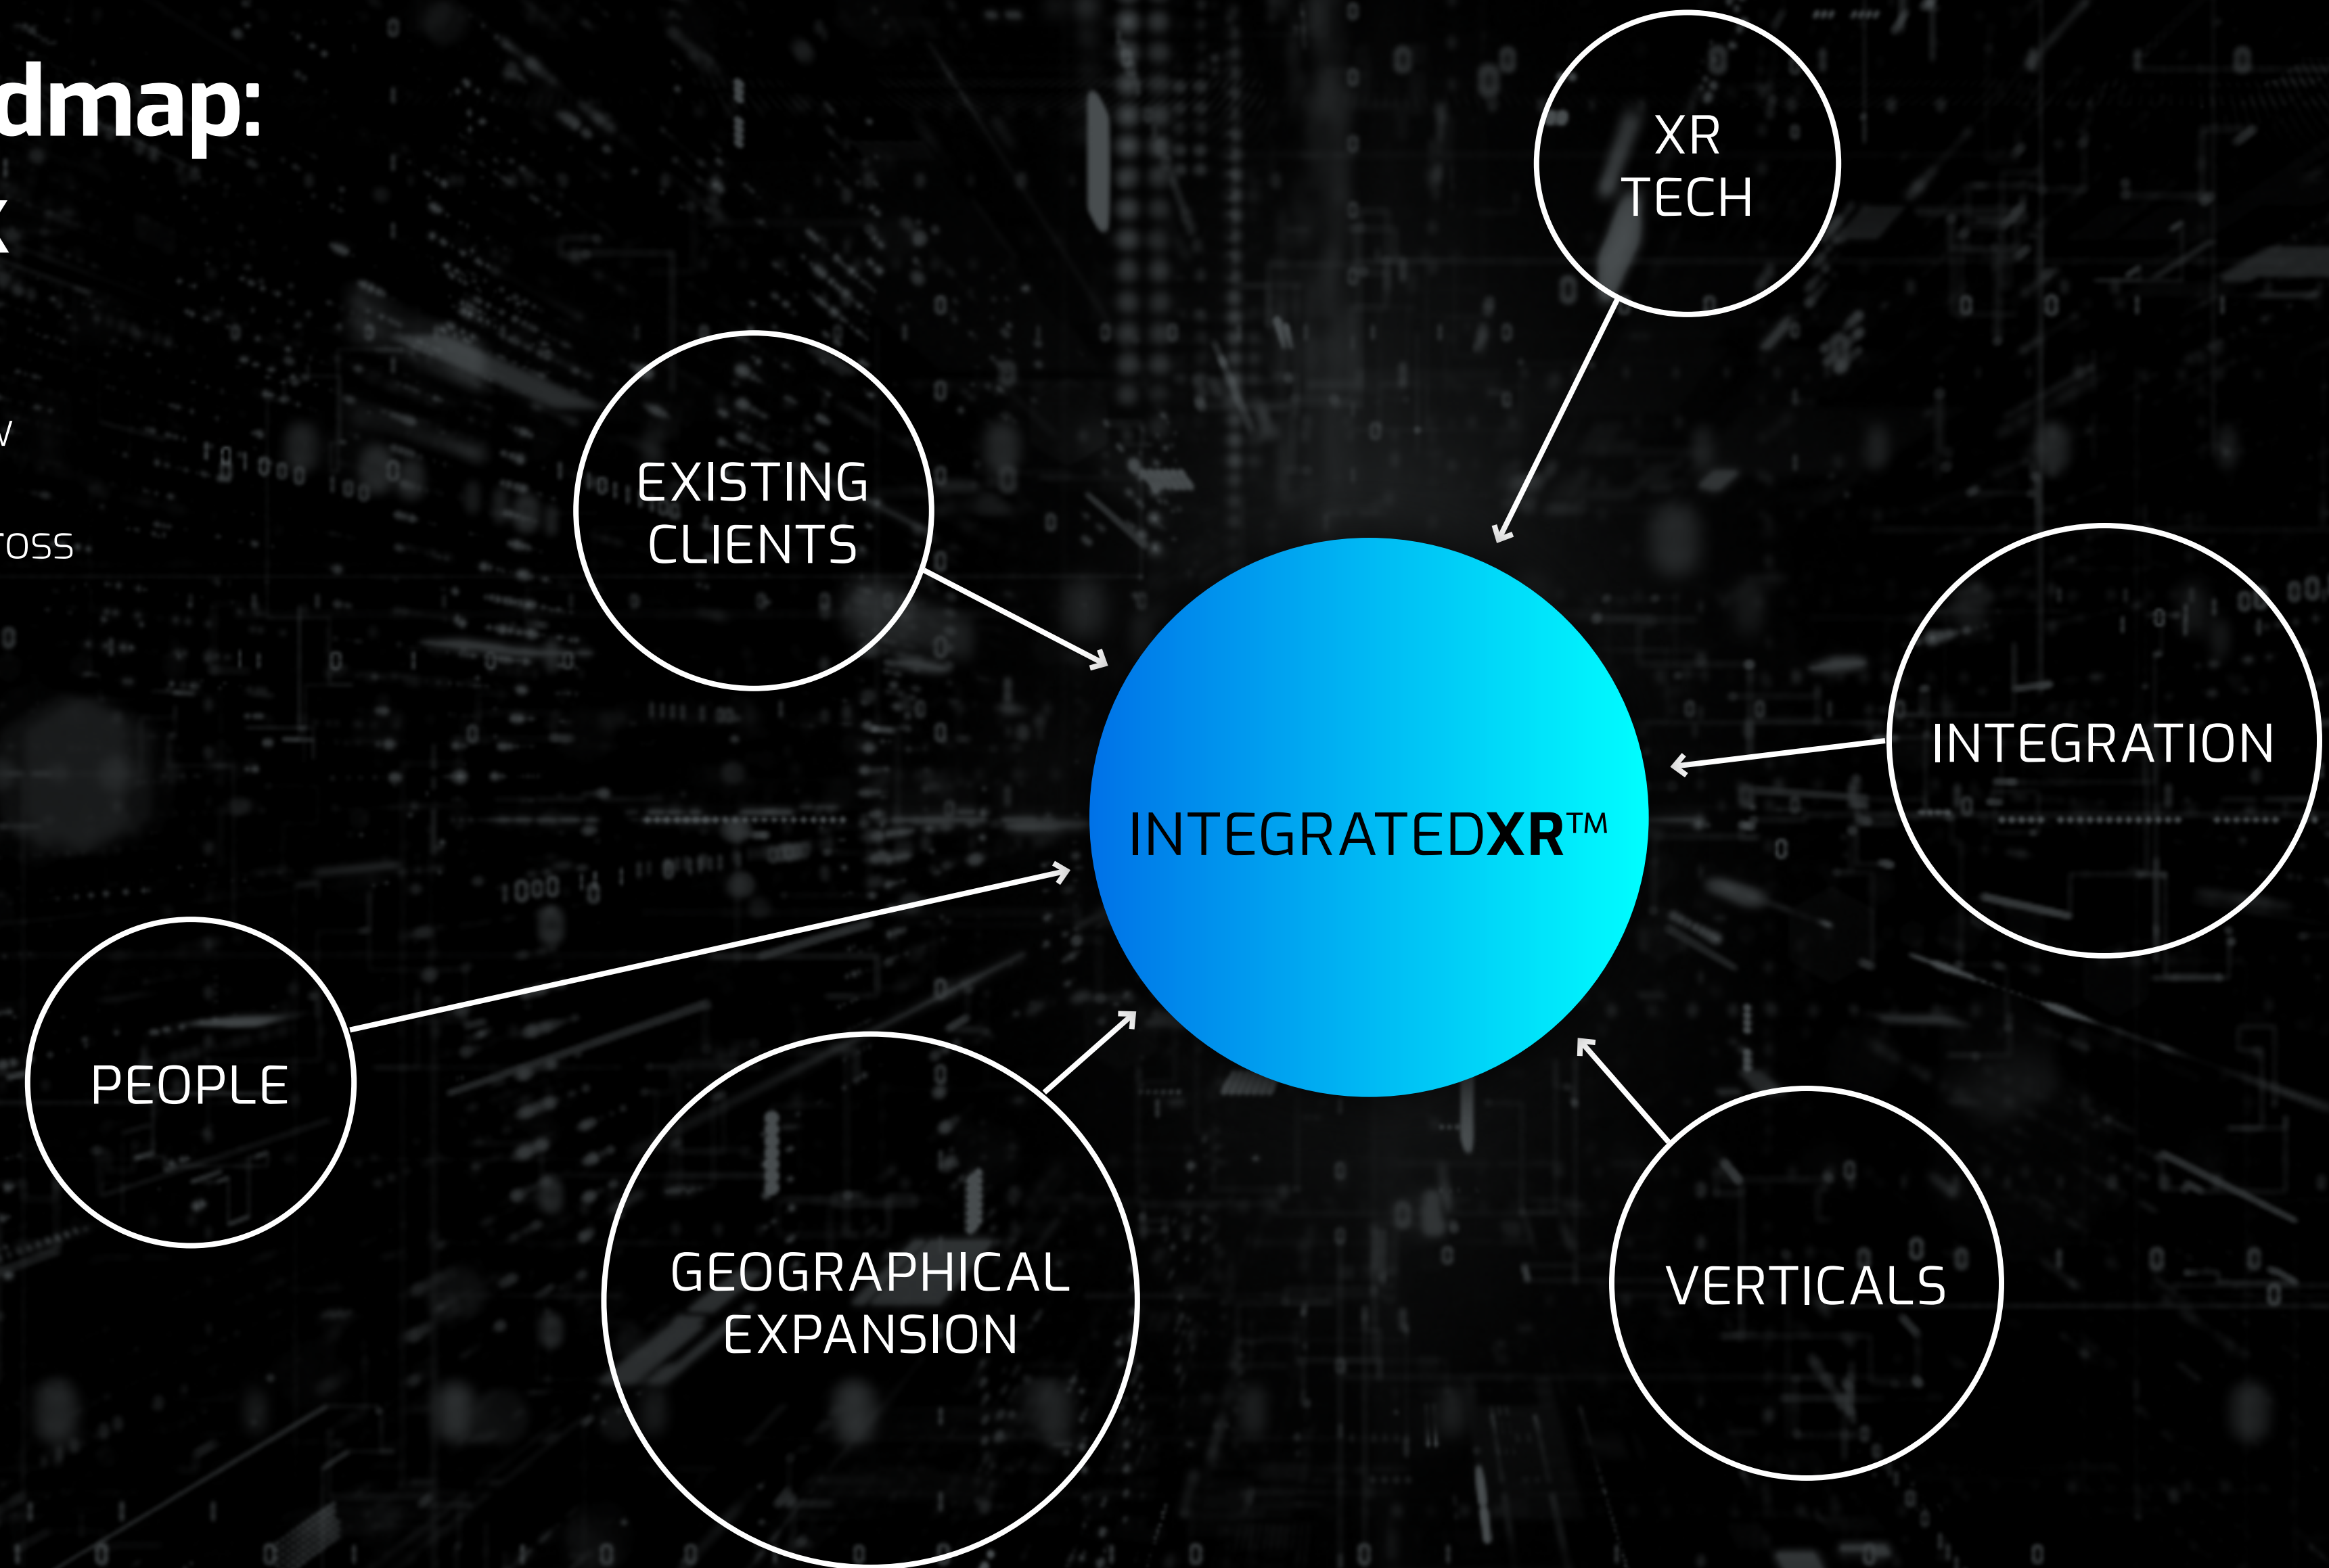 dmap:
XR
TECH
EXISTING
CLIENTS
INTEGRATION
INTEGRATEDXR™
PEOPLE
GEOGRAPHICAL
EXPANSION
VERTICALS